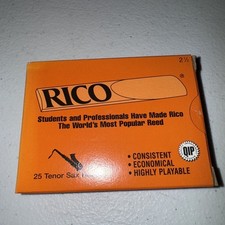 2½
RICO®
Students and Professionals Have Made Rico
The World's Most Popular Reed
• CONSISTENT
• ECONOMICAL
• HIGHLY PLAYABLE
QIP
25 Tenor Sax